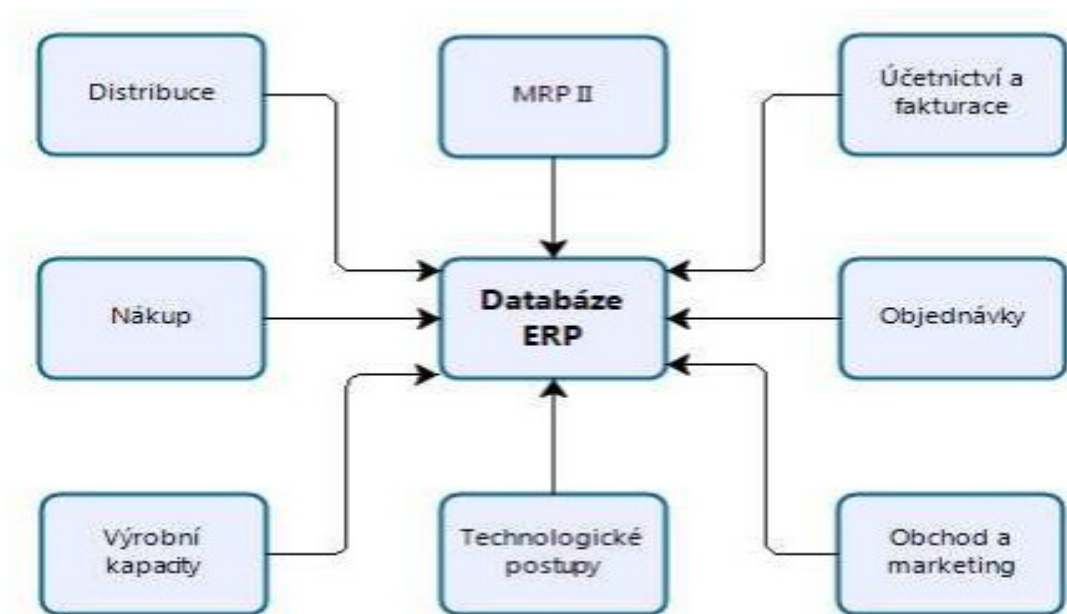 Distribuce
MRP II
Účetnictví a
fakturace
Nákup
Databáze
ERP
Objednávky
Výrobní
kapacity
Technologické
postupy
Obchod a
marketing